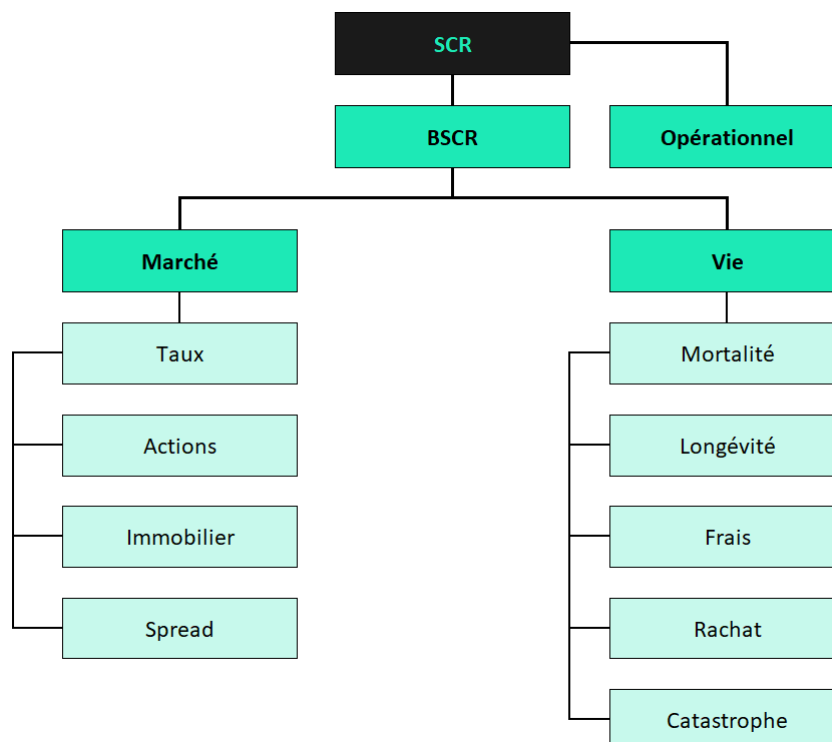 SCR
BSCR
Opérationnel
Marché
Vie
Taux
Mortalité
Actions
Longévité
Immobilier
Frais
Spread
Rachat
Catastrophe